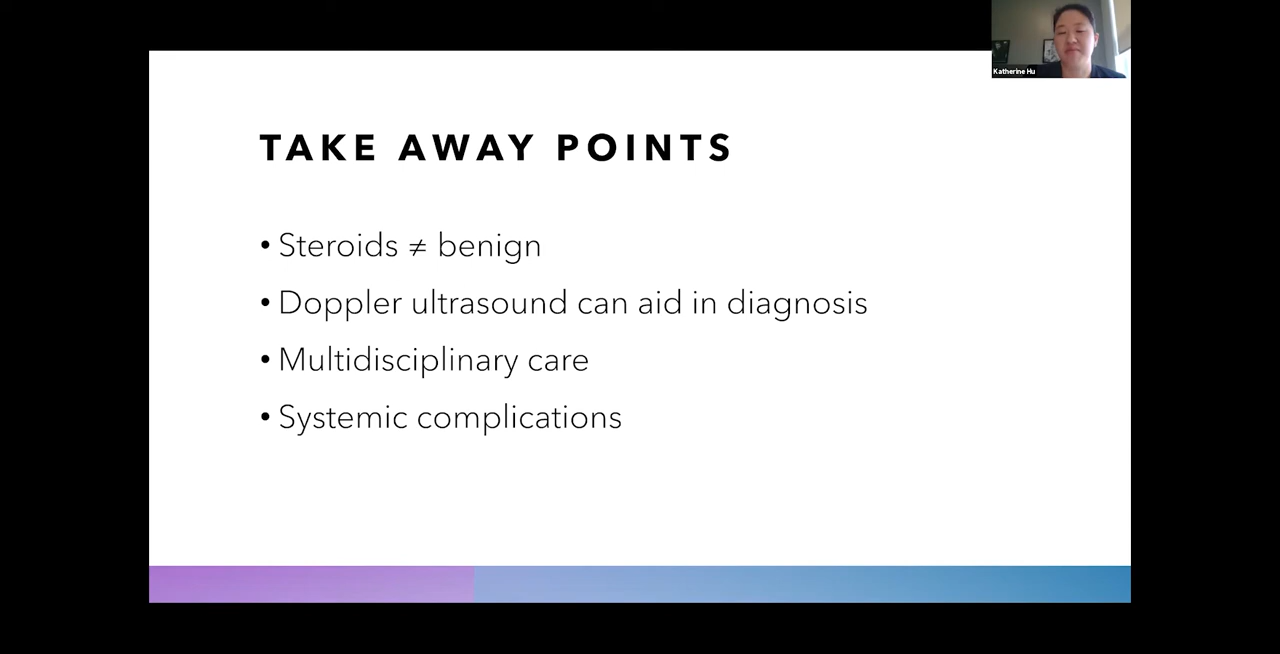 Katherine Hu
TAKE AWAY POINTS
• Steroids ≠ benign
• Doppler ultrasound can aid in diagnosis
• Multidisciplinary care
• Systemic complications